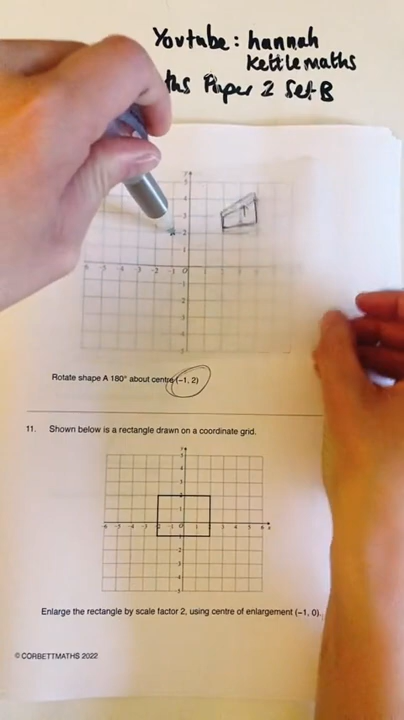 Youtube: hannah
kettlemaths
Paper 2 Set B
Rotate shape A 180° about centre (-1, 2)
11. Shown below is a rectangle drawn on a coordinate grid.
Enlarge the rectangle by scale factor 2, using centre of enlargement (-1, 0).
© CORBETTMATHS 2022